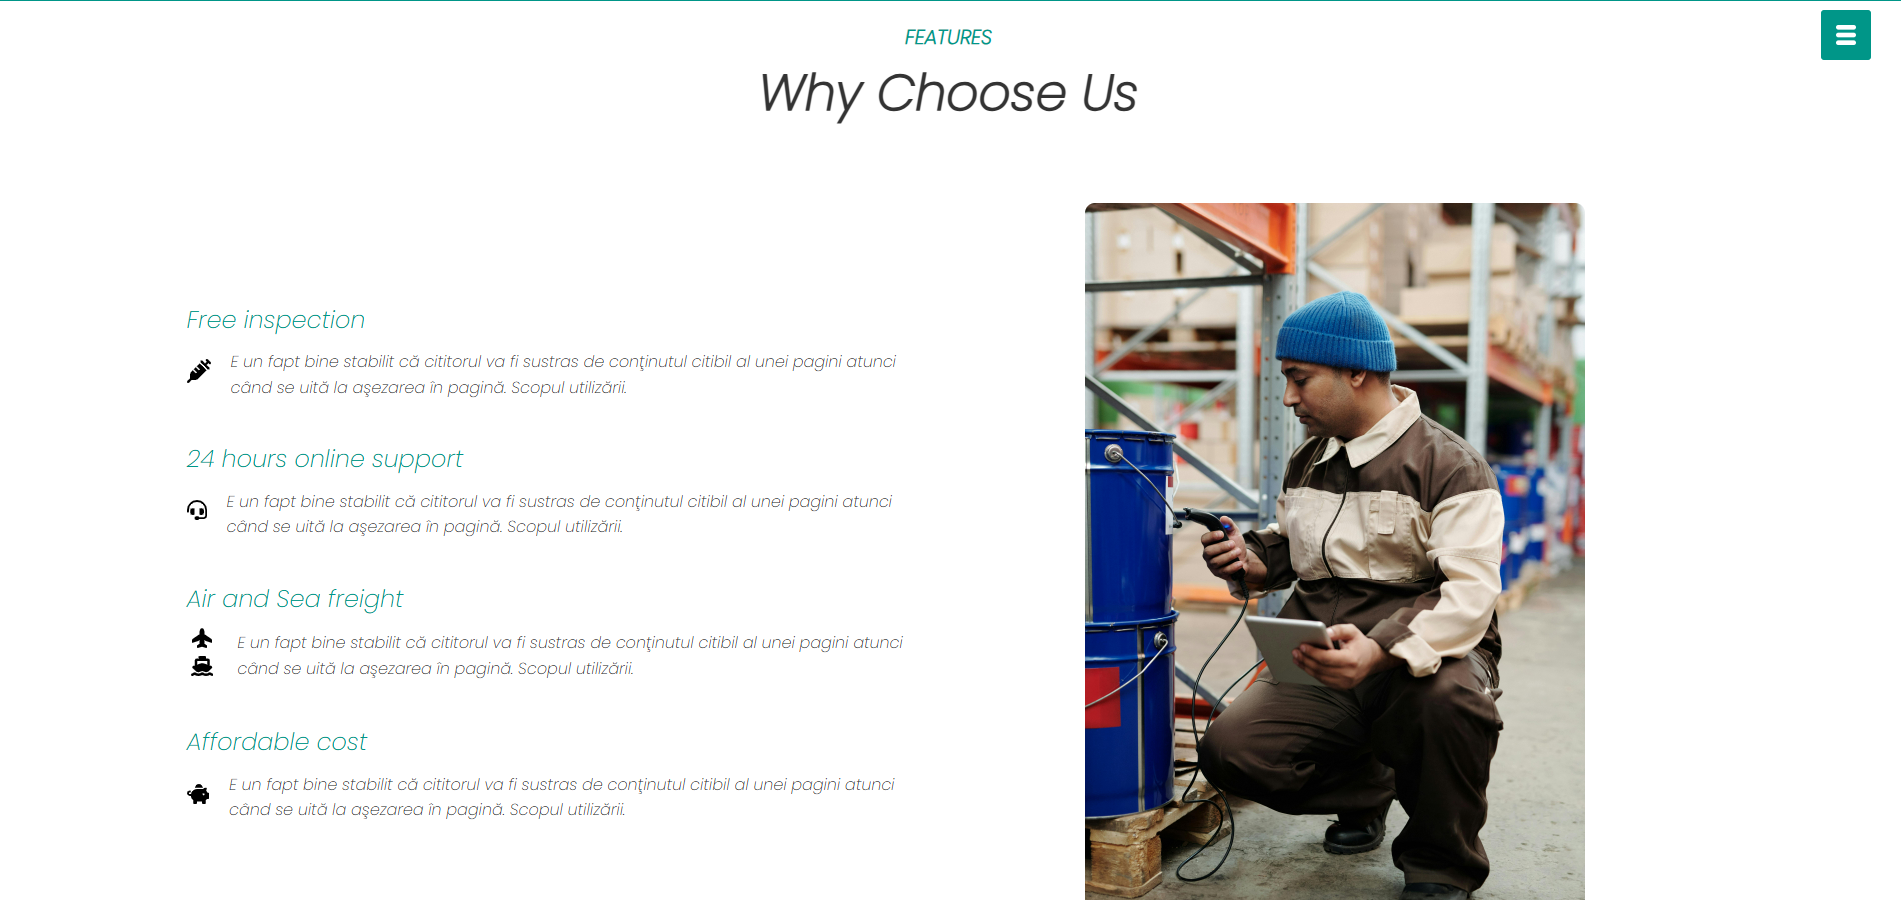 FEATURES
Why Choose Us
Free inspection
E un fapt bine stabilit că cititorul va fi sustras de conţinutul citibil al unei pagini atunci
când se uită la aşezarea în pagină. Scopul utilizării.
24 hours online support
E un fapt bine stabilit că cititorul va fi sustras de conţinutul citibil al unei pagini atunci
când se uită la aşezarea în pagină. Scopul utilizării.
Air and Sea freight
E un fapt bine stabilit că cititorul va fi sustras de conţinutul citibil al unei pagini atunci
când se uită la aşezarea în pagină. Scopul utilizării.
Affordable cost
E un fapt bine stabilit că cititorul va fi sustras de conţinutul citibil al unei pagini atunci
când se uită la aşezarea în pagină. Scopul utilizării.